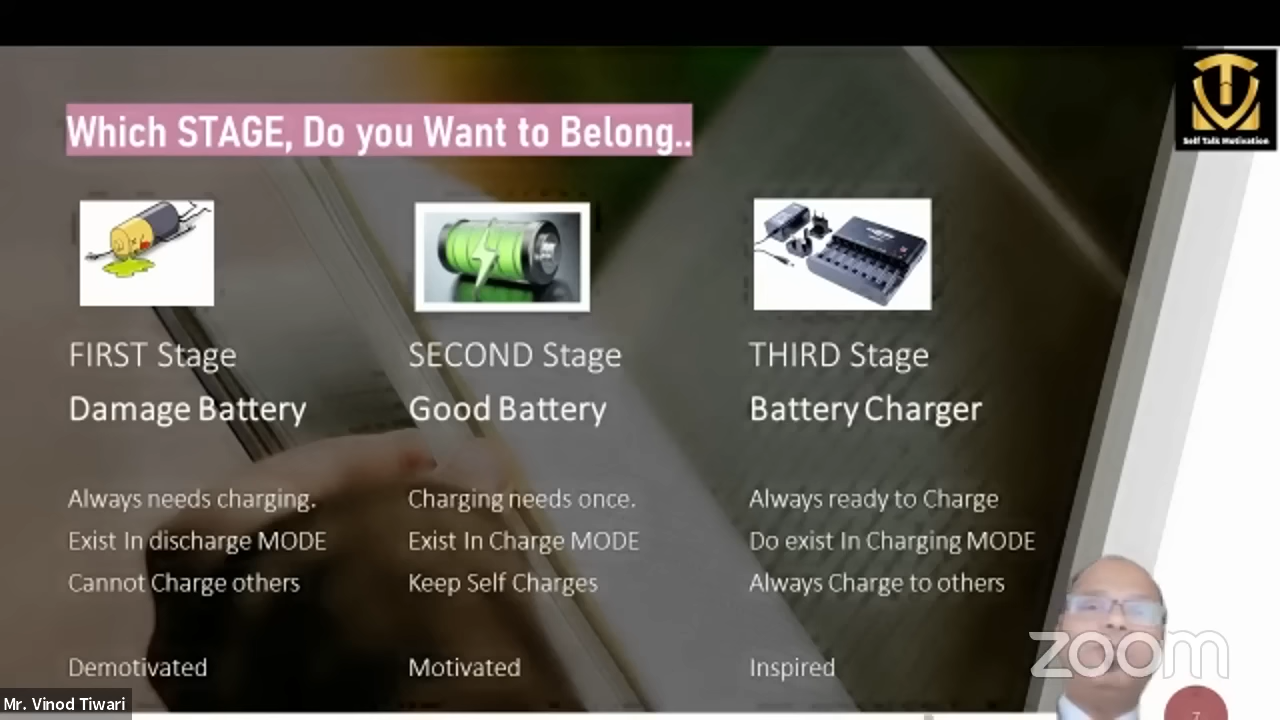 Which STAGE, Do you Want to Belong..
Self Talk Motivation
FIRST Stage
Damage Battery
Always needs charging.
Exist In discharge MODE
Cannot Charge others
Demotivated
SECOND Stage
Good Battery
Charging needs once.
Exist In Charge MODE
Keep Self Charges
Motivated
THIRD Stage
Battery Charger
Always ready to Charge
Do exist In Charging MODE
Always Charge to others
Inspired
zoom
Mr. Vinod Tiwari
7